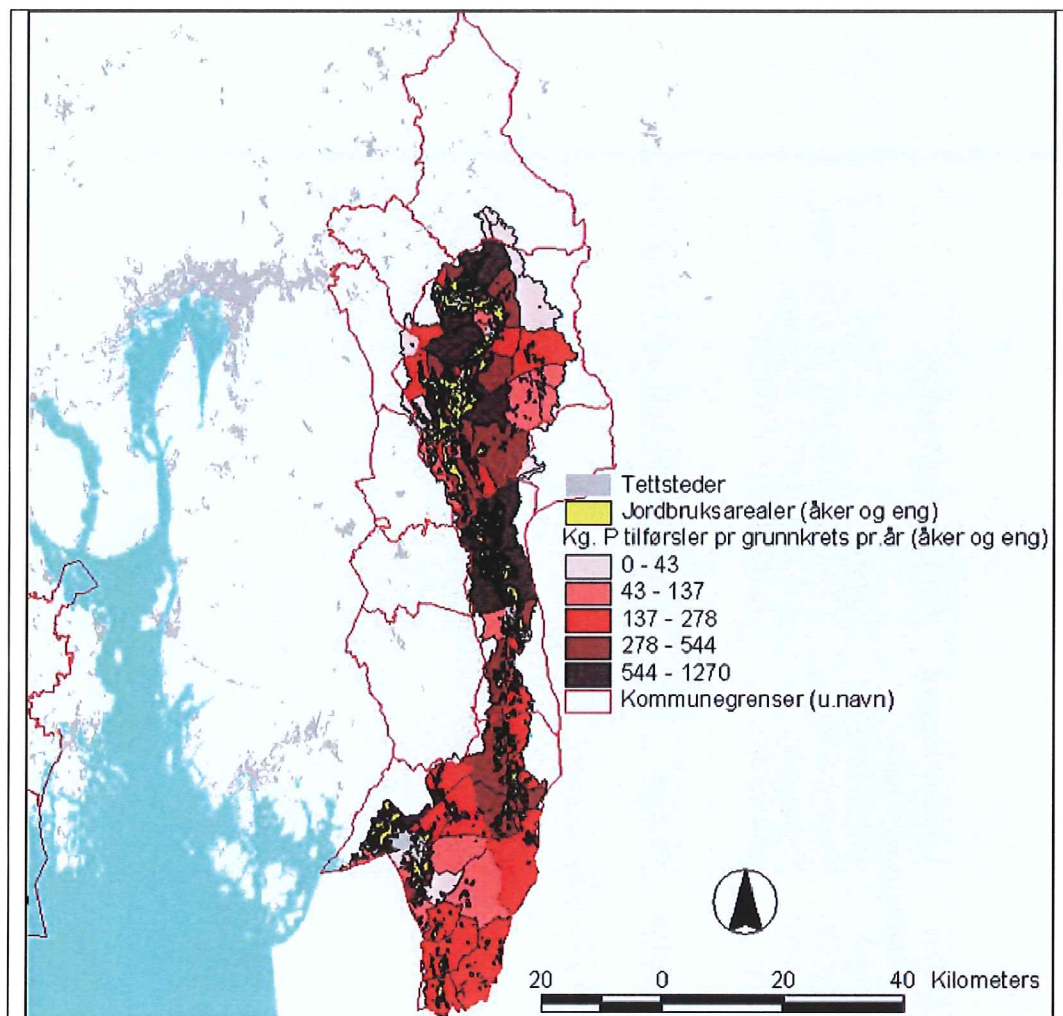 Tettsteder
Jordbruksarealer (åker og eng)
Kg. P tilførsler pr grunnkrets pr.år (åker og eng)
0 - 43
43 - 137
137 - 278
278 - 544
544 - 1270
Kommunegrenser (u.navn)
20 0 20 40 Kilometers